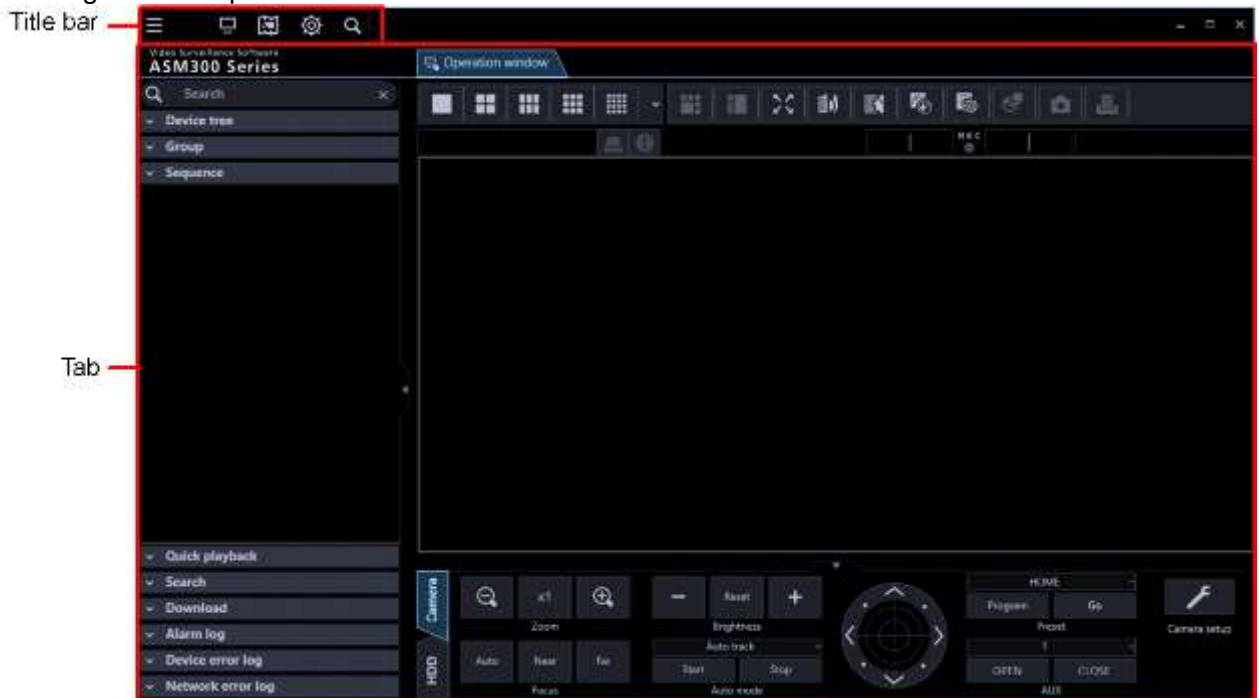 Title bar
Video Surveillance Software
ASM300 Series
Operation window
Search
Device tree
Group
Sequence
REC
Tab
Quick playback
Search
Download
Alarm log
Device error log
Network error log
Camera
HDD
x1
Zoom
Auto
Near
Far
Focus
Reset
Brightness
Auto track
Start
Stop
Auto mode
HOME
Program
Go
Preset
1
OPEN
CLOSE
AUX
Camera setup